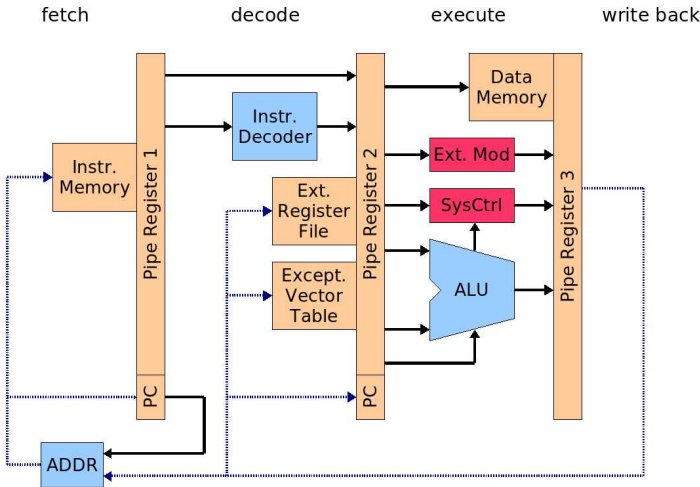 fetch
decode
execute
write back
Pipe Register 1
Pipe Register 2
Pipe Register 3
Data
Memory
Instr.
Decoder
Instr.
Memory
Ext. Mod
Ext.
Register
File
SysCtrl
Except.
Vector
Table
ALU
PC
PC
ADDR